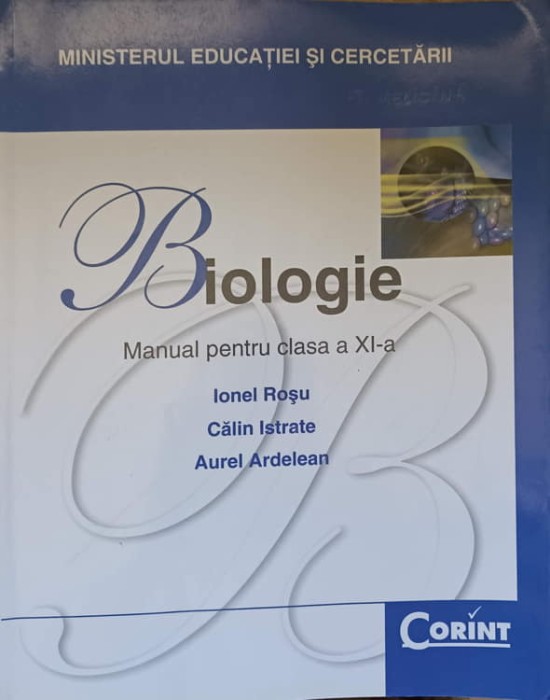 MINISTERUL EDUCAȚIEI ȘI CERCETĂRII
Biologie
Manual pentru clasa a XI-a
Ionel Roșu
Călin Istrate
Aurel Ardelean
CORINT